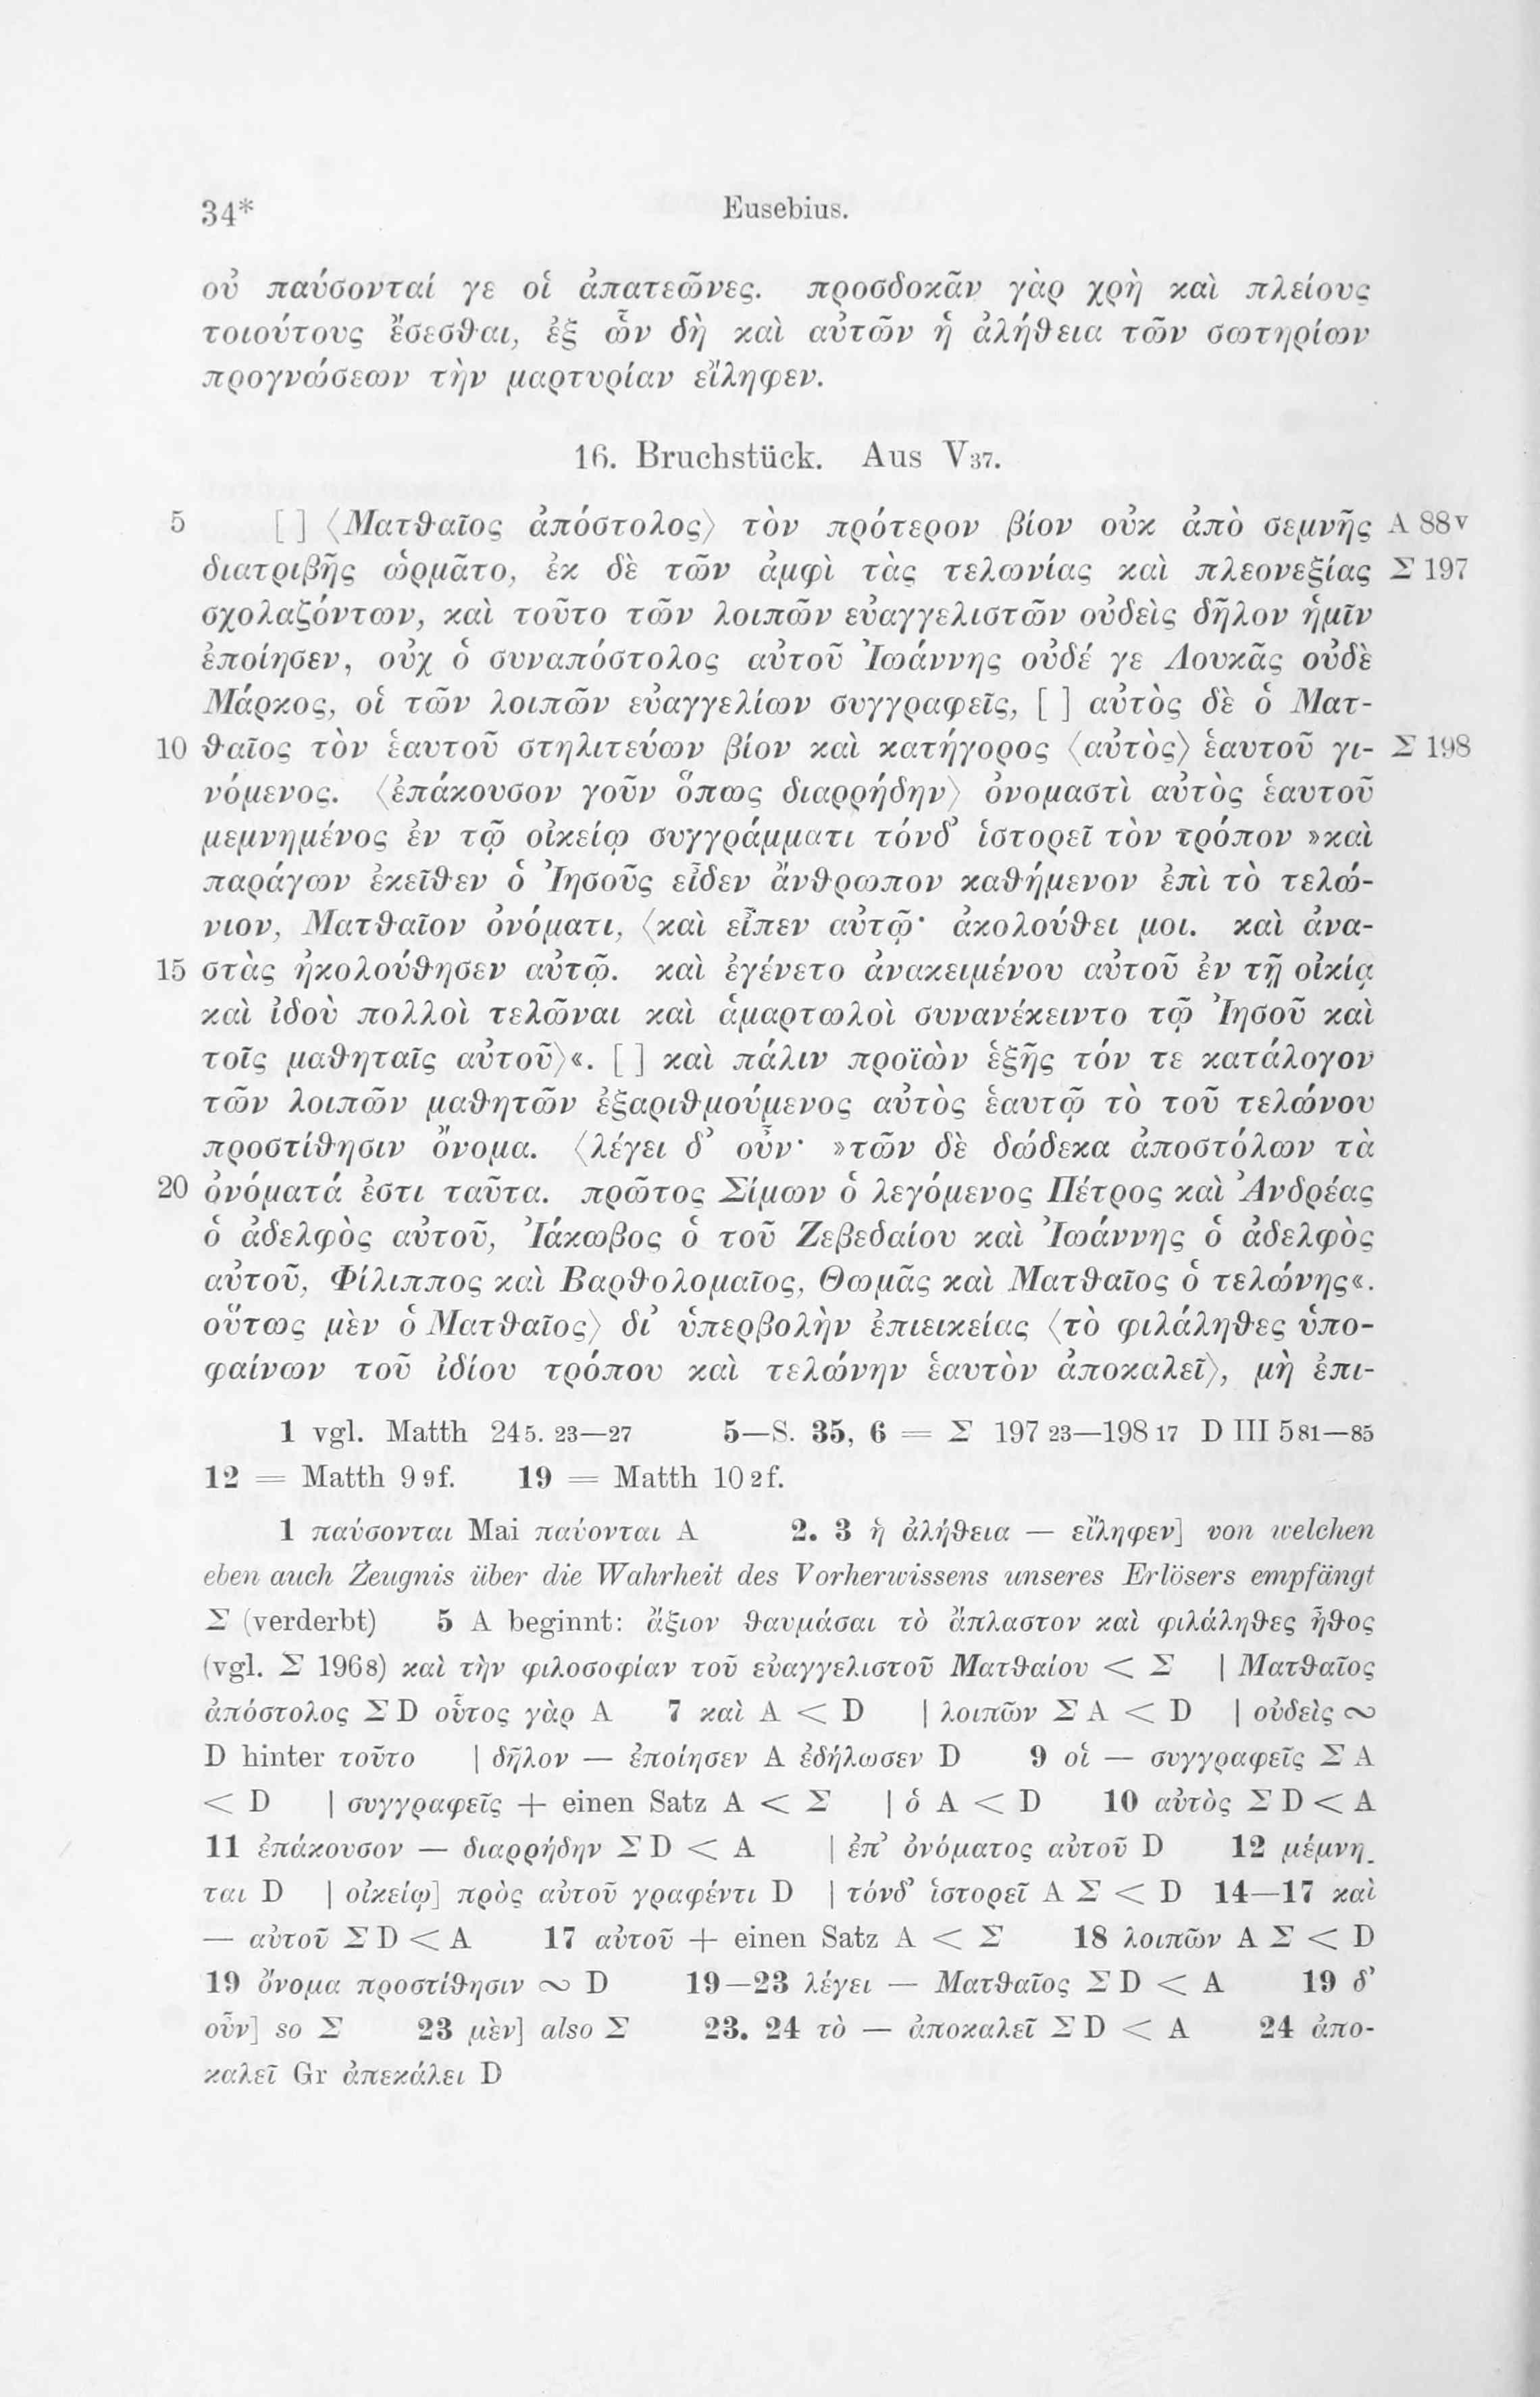 34* Eusebius.
οὐ παύσονταί γε οἱ ἀπατεῶνες. προσδοκᾶν γὰρ χρὴ καὶ πλείους
τοιούτους ἔσεσθαι, ἐξ ὧν δὴ καὶ αὐτῶν ἡ ἀλήθεια τῶν σωτηρίων
προγνώσεων τὴν μαρτυρίαν εἴληφεν.
16. Bruchstück. Aus V 37.
5 [ ] ⟨Ματθαῖος ἀπόστολος⟩ τὸν πρότερον βίον οὐκ ἀπὸ σεμνῆς A 88v
διατριβῆς ὡρμᾶτο, ἐκ δὲ τῶν ἀμφὶ τὰς τελωνίας καὶ πλεονεξίας Σ 197
σχολαζόντων, καὶ τοῦτο τῶν λοιπῶν εὐαγγελιστῶν οὐδεὶς δῆλον ἡμῖν
ἐποίησεν, οὐχ ὁ συναπόστολος αὐτοῦ Ἰωάννης οὐδέ γε Λουκᾶς οὐδὲ
Μάρκος, οἱ τῶν λοιπῶν εὐαγγελίων συγγραφεῖς, [ ] αὐτὸς δὲ ὁ Ματ-
10 θαῖος τὸν ἑαυτοῦ στηλιτεύων βίον καὶ κατήγορος ⟨αὐτὸς⟩ ἑαυτοῦ γι- Σ 198
νόμενος. ⟨ἐπάκουσον γοῦν ὅπως διαρρήδην⟩ ὀνομαστὶ αὐτὸς ἑαυτοῦ
μεμνημένος ἐν τῷ οἰκείῳ συγγράμματι τόνδ’ ἱστορεῖ τὸν τρόπον »καὶ
παράγων ἐκεῖθεν ὁ Ἰησοῦς εἶδεν ἄνθρωπον καθήμενον ἐπὶ τὸ τελώ-
νιον, Ματθαῖον ὀνόματι, ⟨καὶ εἶπεν αὐτῷ· ἀκολούθει μοι. καὶ ἀνα-
15 στὰς ἠκολούθησεν αὐτῷ. καὶ ἐγένετο ἀνακειμένου αὐτοῦ ἐν τῇ οἰκίᾳ
καὶ ἰδοὺ πολλοὶ τελῶναι καὶ ἁμαρτωλοὶ συνανέκειντο τῷ Ἰησοῦ καὶ
τοῖς μαθηταῖς αὐτοῦ⟩«. [ ] καὶ πάλιν προϊὼν ἑξῆς τόν τε κατάλογον
τῶν λοιπῶν μαθητῶν ἐξαριθμούμενος αὐτὸς ἑαυτῷ τὸ τοῦ τελώνου
προστίθησιν ὄνομα. ⟨λέγει δ’ οὖν· »τῶν δὲ δώδεκα ἀποστόλων τὰ
20 ὀνόματά ἐστι ταῦτα. πρῶτος Σίμων ὁ λεγόμενος Πέτρος καὶ Ἀνδρέας
ὁ ἀδελφὸς αὐτοῦ, Ἰάκωβος ὁ τοῦ Ζεβεδαίου καὶ Ἰωάννης ὁ ἀδελφὸς
αὐτοῦ, Φίλιππος καὶ Βαρθολομαῖος, Θωμᾶς καὶ Ματθαῖος ὁ τελώνης«.
οὕτως μὲν ὁ Ματθαῖος⟩ δι’ ὑπερβολὴν ἐπιεικείας ⟨τὸ φιλάληθες ὑπο-
φαίνων τοῦ ἰδίου τρόπου καὶ τελώνην ἑαυτὸν ἀποκαλεῖ⟩, μὴ ἐπι-
1 vgl. Matth 24 5. 23—27 5—S. 35, 6 = Σ 197 23—198 17 D III 5 81—85
12 = Matth 9 9f. 19 = Matth 10 2f.
1 παύσονται Mai παύονται A 2. 3 ἡ ἀλήθεια — εἴληφεν] von welchen
eben auch Zeugnis über die Wahrheit des Vorherwissens unseres Erlösers empfängt
Σ (verderbt) 5 A beginnt: ἄξιον θαυμάσαι τὸ ἄπλαστον καὶ φιλάληθες ἦθος
(vgl. Σ 196 8) καὶ τὴν φιλοσοφίαν τοῦ εὐαγγελιστοῦ Ματθαίου < Σ | Ματθαῖος
ἀπόστολος Σ D οὗτος γὰρ A 7 καὶ A < D | λοιπῶν Σ A < D | οὐδεὶς ∾
D hinter τοῦτο | δῆλον — ἐποίησεν A ἐδήλωσεν D 9 οἱ — συγγραφεῖς Σ A
< D | συγγραφεῖς + einen Satz A < Σ | ὁ A < D 10 αὐτὸς Σ D < A
11 ἐπάκουσον — διαρρήδην Σ D < A | ἐπ’ ὀνόματος αὐτοῦ D 12 μέμνη-
ται D | οἰκείῳ] πρὸς αὐτοῦ γραφέντι D | τόνδ’ ἱστορεῖ A Σ < D 14—17 καὶ
— αὐτοῦ Σ D < A 17 αὐτοῦ + einen Satz A < Σ 18 λοιπῶν A Σ < D
19 ὄνομα προστίθησιν ∾ D 19—23 λέγει — Ματθαῖος Σ D < A 19 δ’
οὖν] so Σ 23 μὲν] also Σ 23. 24 τὸ — ἀποκαλεῖ Σ D < A 24 ἀπο-
καλεῖ Gr ἀπεκάλει D